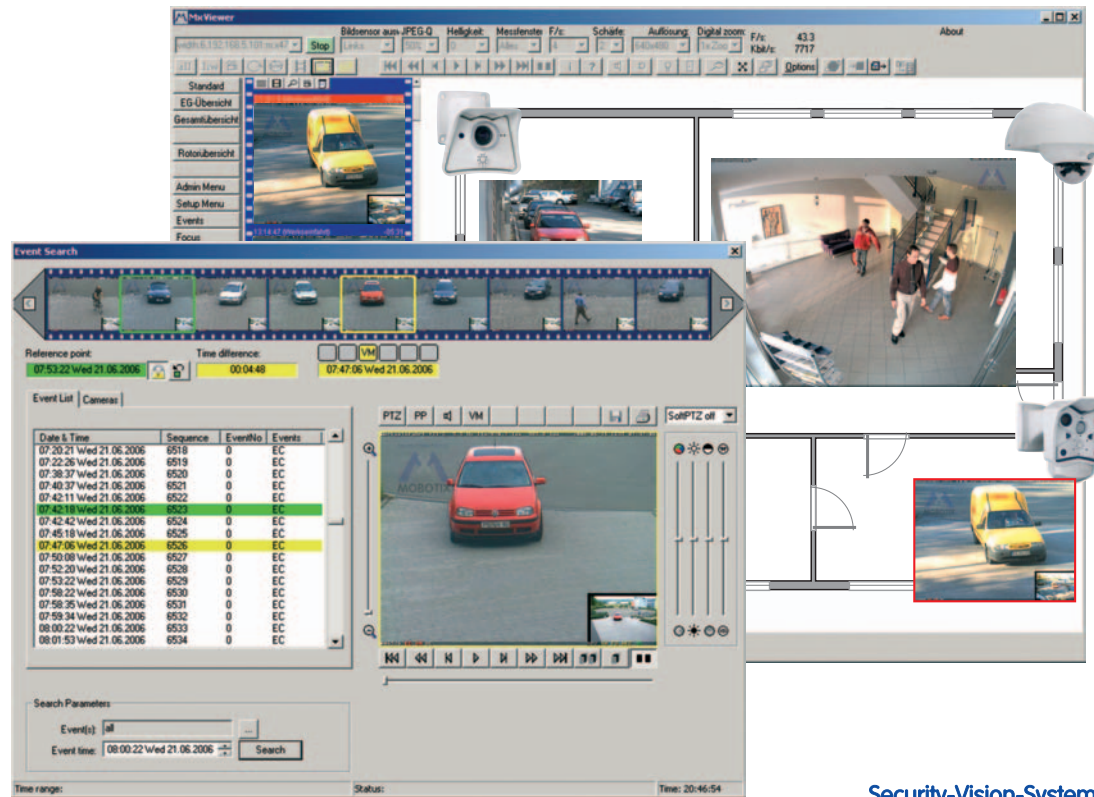 MxViewer
Bildsensor ausw JPEG-Q Helligkeit: Messfenster F/s: Schärfe: Auflösung: Digital zoom:
F/s: 43.3
Kbit/s: 7717
About
Stop Links 50% 0 Alles 4 2 640x480 1x Zoo
Options
Standard
EG-Übersicht
Gesamtübersicht
Rotorübersicht
Admin Menu
Setup Menu
Events
Focus
Event Search
Reference point:
Time difference:
VM
07:53:22 Wed 21.06.2006
00:04:48
07:47:06 Wed 21.06.2006
Event List Cameras
PTZ PP VM
SoftPTZ off
Date & Time Sequence EventNo Events
07:20:21 Wed 21.06.2006 6518 0 EC
07:22:26 Wed 21.06.2006 6519 0 EC
07:38:37 Wed 21.06.2006 6520 0 EC
07:40:37 Wed 21.06.2006 6521 0 EC
07:42:11 Wed 21.06.2006 6522 0 EC
07:42:18 Wed 21.06.2006 6523 0 EC
07:42:42 Wed 21.06.2006 6524 0 EC
07:45:18 Wed 21.06.2006 6525 0 EC
07:47:06 Wed 21.06.2006 6526 0 EC
07:50:08 Wed 21.06.2006 6527 0 EC
07:52:20 Wed 21.06.2006 6528 0 EC
07:53:22 Wed 21.06.2006 6529 0 EC
07:58:22 Wed 21.06.2006 6530 0 EC
07:58:35 Wed 21.06.2006 6531 0 EC
07:59:34 Wed 21.06.2006 6532 0 EC
08:00:22 Wed 21.06.2006 6533 0 EC
08:01:53 Wed 21.06.2006 6534 0 EC
MOBOTIX
Search Parameters
Event(s): all
...
Event time: 08:00:22 Wed 21.06.2006
Search
Time range:
Status:
Time: 20:46:54
Security-Vision-System